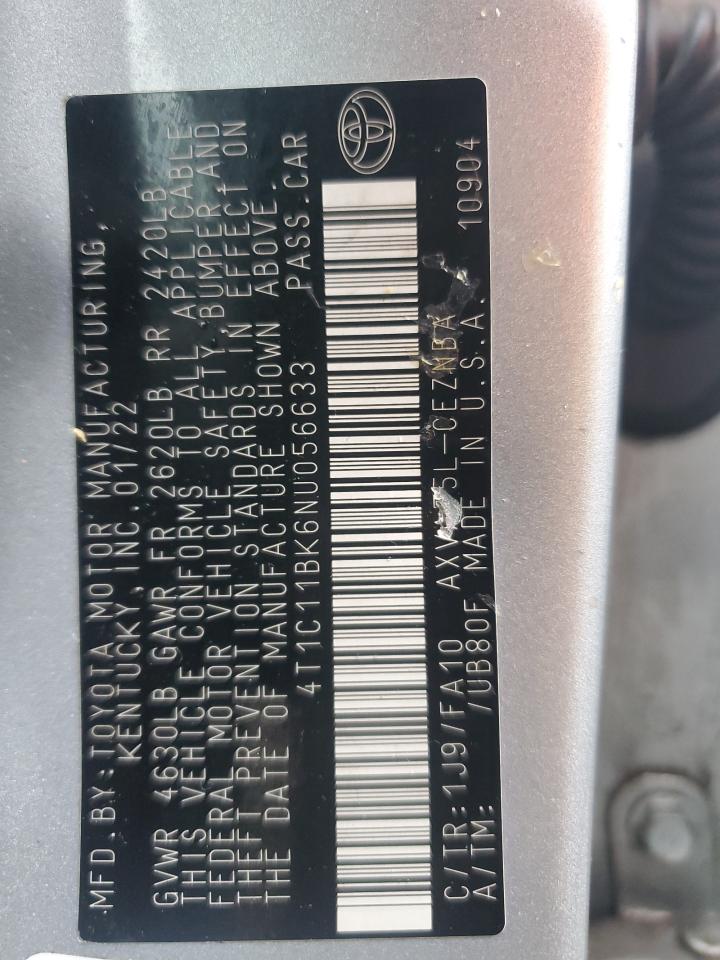 MFD.BY:TOYOTA MOTOR MANUFACTURING,
KENTUCKY, INC.01/22
GVWR 4630LB GAWR FR 2620LB RR 2420LB
THIS VEHICLE CONFORMS TO ALL APPLICABLE
FEDERAL MOTOR VEHICLE SAFETY,BUMPER AND
THEFT PREVENTION STANDARDS IN EFFECT ON
THE DATE OF MANUFACTURE SHOWN ABOVE.
4T1C11BK6NU056633 PASS.CAR
C/TR:1J9/FA10
A/TM: /UB80F MADE IN U.S.A. 10904